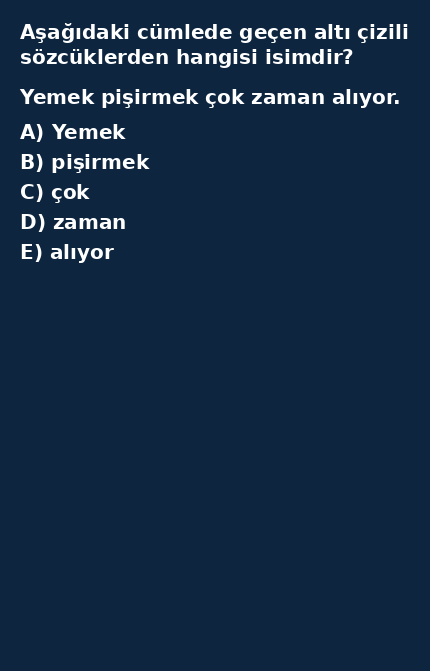 Aşağıdaki cümlede geçen altı çizili
sözcüklerden hangisi isimdir?
Yemek pişirmek çok zaman alıyor.
A) Yemek
B) pişirmek
C) çok
D) zaman
E) alıyor